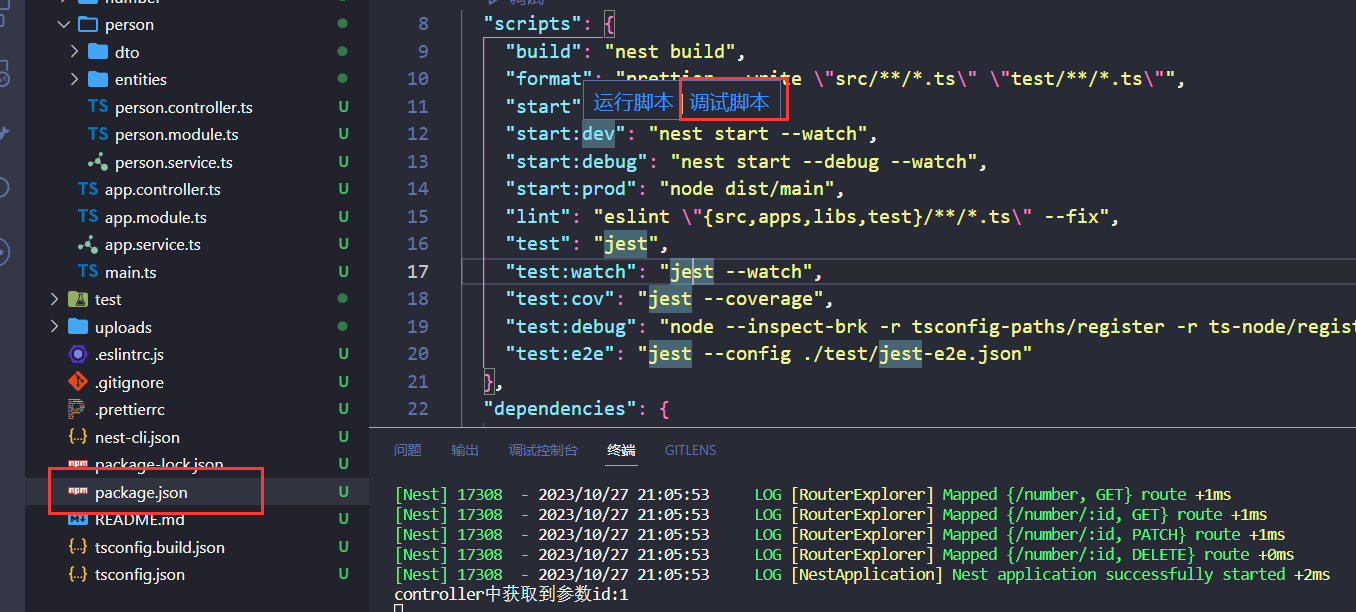 number
person
dto
entities
TS person.controller.ts U
TS person.module.ts U
person.service.ts U
TS app.controller.ts U
TS app.module.ts U
app.service.ts U
TS main.ts U
test
uploads
.eslintrc.js U
.gitignore U
.prettierrc U
{..} nest-cli.json U
npm package-lock.json U
npm package.json U
README.md U
{..} tsconfig.build.json U
{..} tsconfig.json U
调试
8 "scripts": {
9 "build": "nest build",
10 "format": "prettier --write \"src/**/*.ts\" \"test/**/*.ts\"",
运行脚本 | 调试脚本
11 "start"
12 "start:dev": "nest start --watch",
13 "start:debug": "nest start --debug --watch",
14 "start:prod": "node dist/main",
15 "lint": "eslint \"{src,apps,libs,test}/**/*.ts\" --fix",
16 "test": "jest",
17 "test:watch": "jest --watch",
18 "test:cov": "jest --coverage",
19 "test:debug": "node --inspect-brk -r tsconfig-paths/register -r ts-node/regist
20 "test:e2e": "jest --config ./test/jest-e2e.json"
21 },
22 "dependencies": {
问题 输出 调试控制台 终端 GITLENS
[Nest] 17308 - 2023/10/27 21:05:53 LOG [RouterExplorer] Mapped {/number, GET} route +1ms
[Nest] 17308 - 2023/10/27 21:05:53 LOG [RouterExplorer] Mapped {/number/:id, GET} route +1ms
[Nest] 17308 - 2023/10/27 21:05:53 LOG [RouterExplorer] Mapped {/number/:id, PATCH} route +1ms
[Nest] 17308 - 2023/10/27 21:05:53 LOG [RouterExplorer] Mapped {/number/:id, DELETE} route +0ms
[Nest] 17308 - 2023/10/27 21:05:53 LOG [NestApplication] Nest application successfully started +2ms
controller中获取到参数id:1